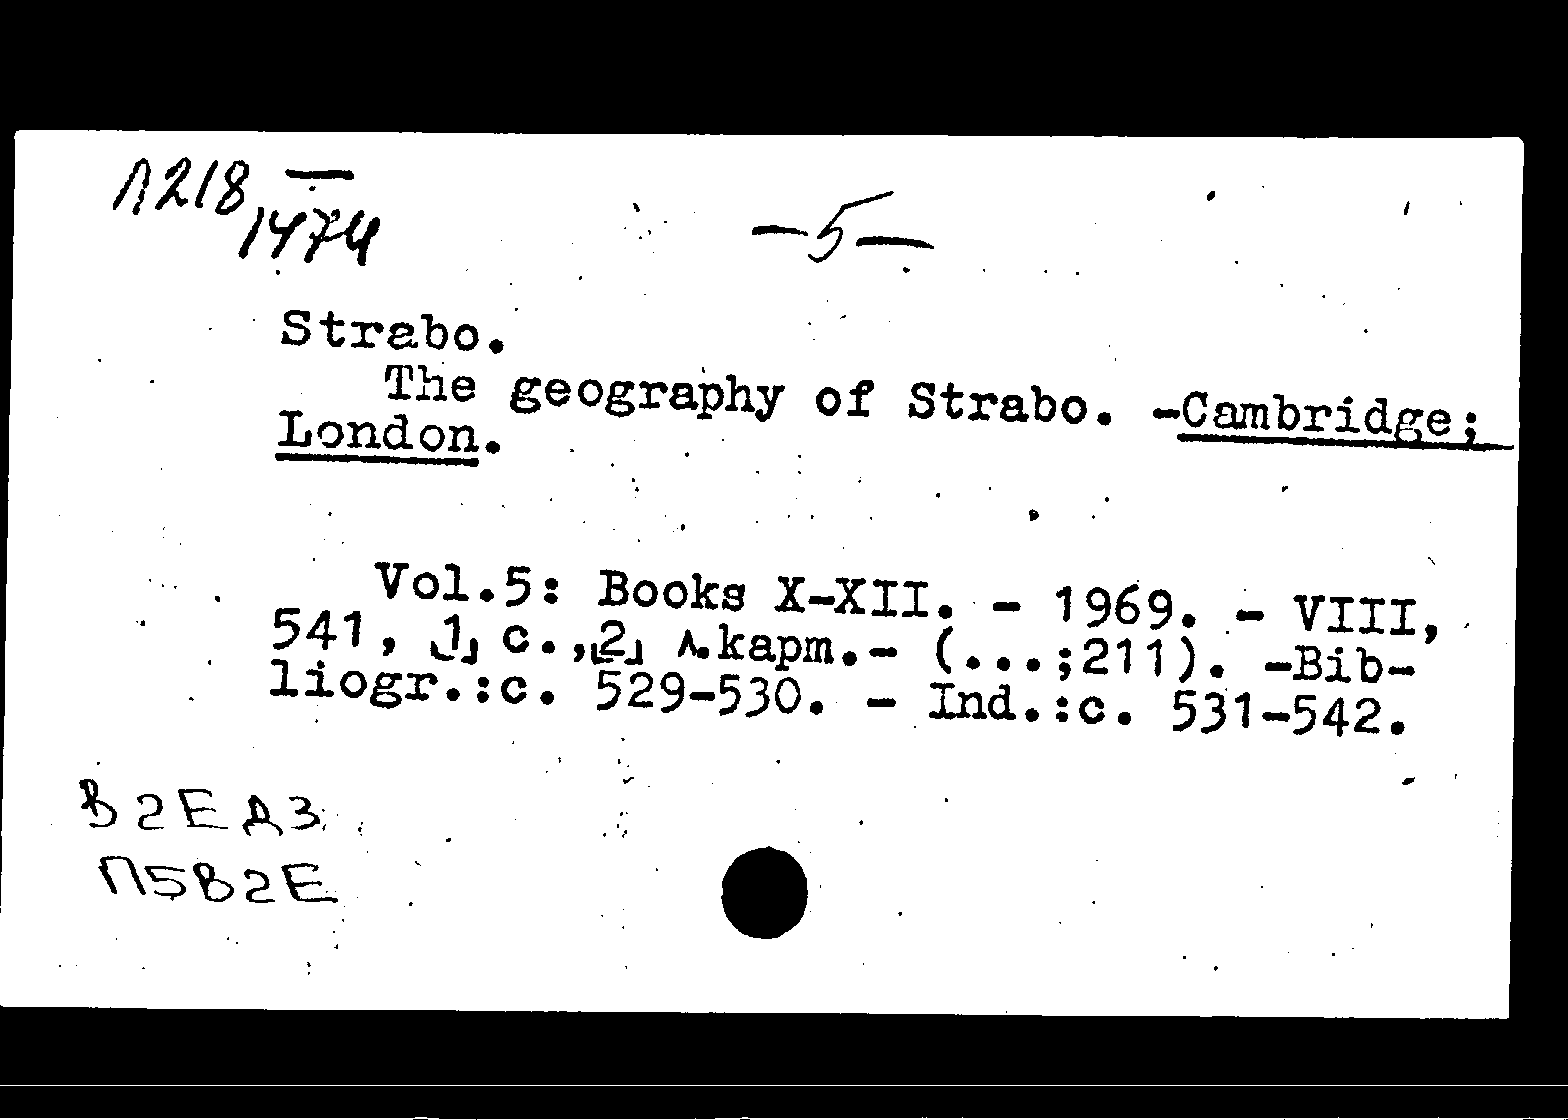 Л218
1474
-5-
Strabo.
The geography of Strabo. -Cambridge;
London.
Vol.5: Books X-XII. - 1969. - VIII,
541, [1] с.,[2] л.карт.- (...;211). -Bib-
liogr.:с. 529-530. - Ind.:с. 531-542.
В2ЕД3
П5В2Е